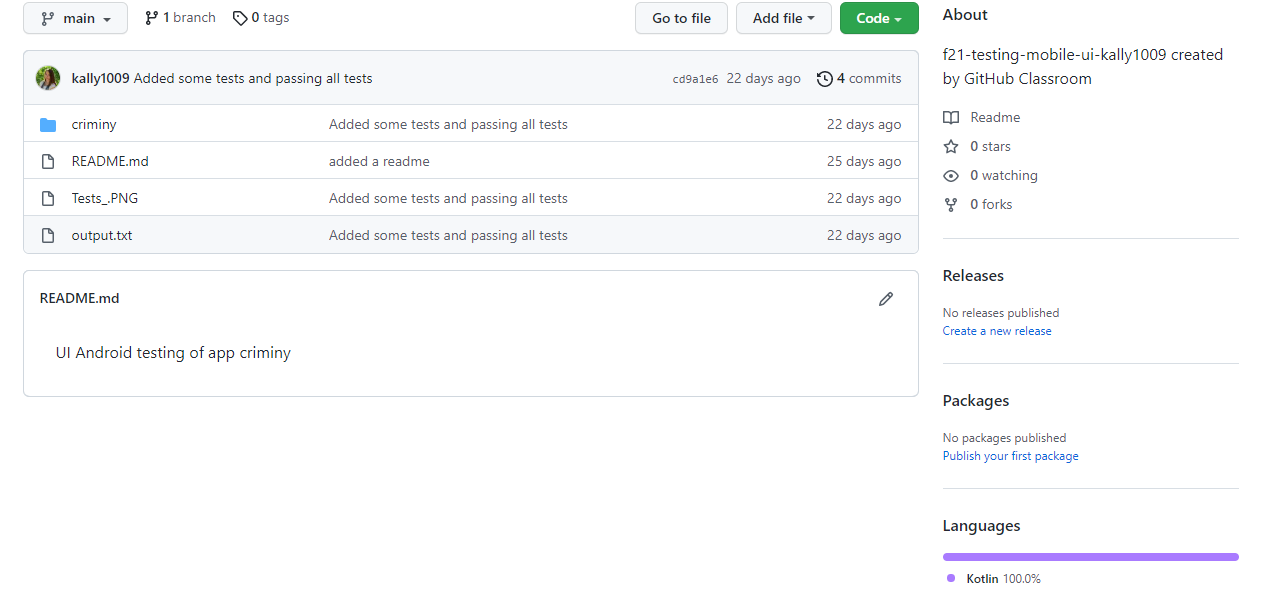 main
1 branch
0 tags
Go to file
Add file
Code
kally1009 Added some tests and passing all tests
cd9a1e6 22 days ago
4 commits
criminy
Added some tests and passing all tests
22 days ago
README.md
added a readme
25 days ago
Tests_.PNG
Added some tests and passing all tests
22 days ago
output.txt
Added some tests and passing all tests
22 days ago
README.md
UI Android testing of app criminy
About
f21-testing-mobile-ui-kally1009 created
by GitHub Classroom
Readme
0 stars
0 watching
0 forks
Releases
No releases published
Create a new release
Packages
No packages published
Publish your first package
Languages
Kotlin 100.0%